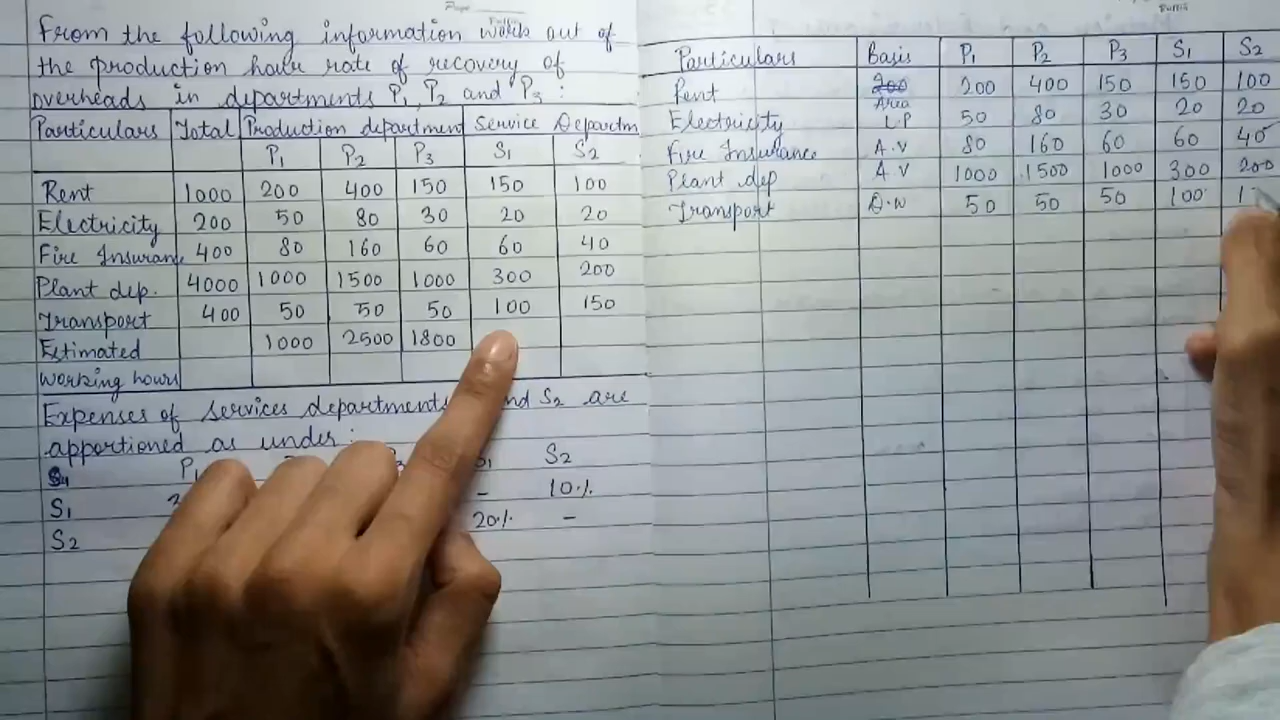 From the following information work out of
the production hour rate of recovery of
overheads in departments P1, P2 and P3 :
Particulars Total Production department Service Departm
P1 P2 P3 S1 S2
Rent 1000 200 400 150 150 100
Electricity 200 50 80 30 20 20
Fire Insuran 400 80 160 60 60 40
Plant dep. 4000 1000 1500 1000 300 200
Transport 400 50 50 50 100 150
Estimated 1000 2500 1800
working hours
Expenses of services departments nd S2 are
apportioned as under:
P1 S2
S1 - 10%
S2 20% -
Particulars Basis P1 P2 P3 S1 S2
Rent Area 200 400 150 150 100
Electricity L.P 50 80 30 20 20
Fire Insurance A.V 80 160 60 60 40
Plant dep A.V 1000 1500 1000 300 200
Transport D.W 50 50 50 100 1